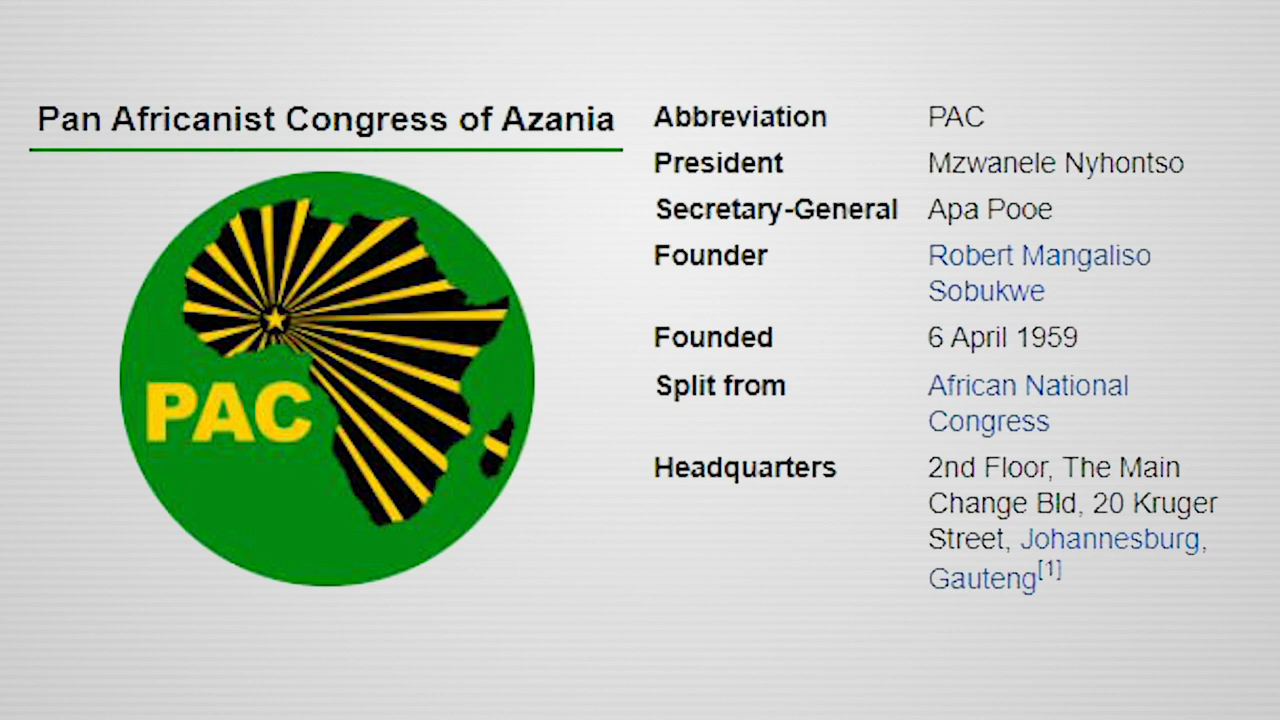 Pan Africanist Congress of Azania
PAC
Abbreviation PAC
President Mzwanele Nyhontso
Secretary-General Apa Pooe
Founder Robert Mangaliso
Sobukwe
Founded 6 April 1959
Split from African National
Congress
Headquarters 2nd Floor, The Main
Change Bld, 20 Kruger
Street, Johannesburg,
Gauteng[1]